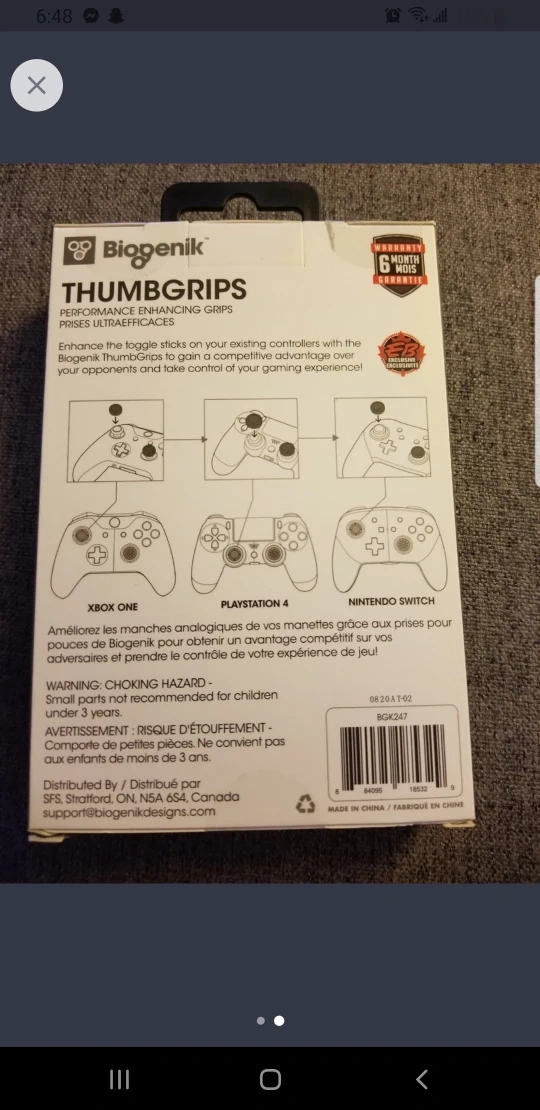 6:48
Biogenik™
WARRANTY
6 MONTH
MOIS
GARANTIE
THUMBGRIPS
PERFORMANCE ENHANCING GRIPS
PRISES ULTRAEFFICACES
Enhance the toggle sticks on your existing controllers with the
Biogenik ThumbGrips to gain a competitive advantage over
your opponents and take control of your gaming experience!
EB
EXCLUSIVE
EXCLUSIVITÉ
XBOX ONE
PLAYSTATION 4
NINTENDO SWITCH
Améliorez les manches analogiques de vos manettes grâce aux prises pour
pouces de Biogenik pour obtenir un avantage compétitif sur vos
adversaires et prendre le contrôle de votre expérience de jeu!
WARNING: CHOKING HAZARD -
Small parts not recommended for children
under 3 years.
AVERTISSEMENT : RISQUE D'ÉTOUFFEMENT -
Comporte de petites pièces. Ne convient pas
aux enfants de moins de 3 ans.
Distributed By / Distribué par
SFS, Stratford, ON, N5A 6S4, Canada
support@biogenikdesigns.com
0820AT-02
BGK247
8 84095 18532 9
MADE IN CHINA / FABRIQUÉ EN CHINE